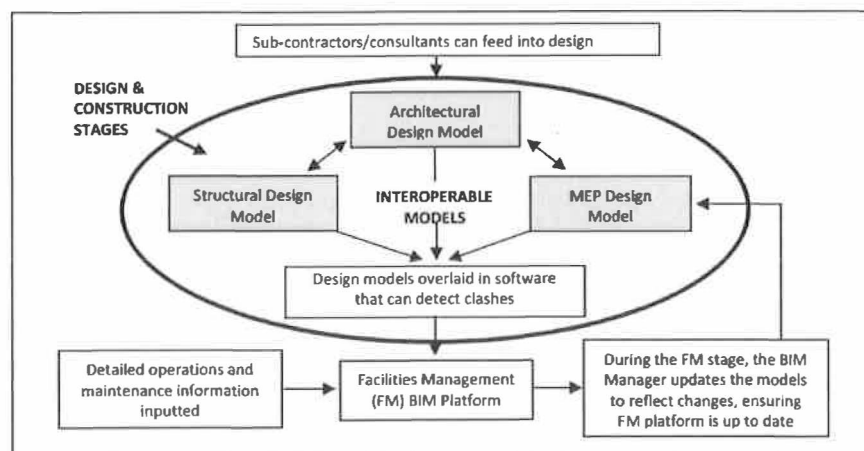 Sub-contractors/consultants can feed into design
DESIGN &
CONSTRUCTION
STAGES
Architectural
Design Model
Structural Design
Model
INTEROPERABLE
MODELS
MEP Design
Model
Design models overlaid in software
that can detect clashes
Detailed operations and
maintenance information
inputted
Facilities Management
(FM) BIM Platform
During the FM stage, the BIM
Manager updates the models
to reflect changes, ensuring
FM platform is up to date